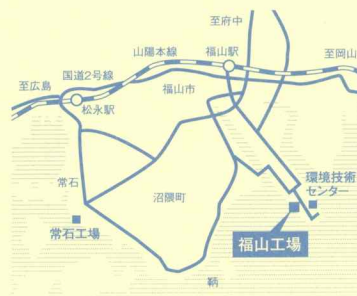 至府中
山陽本線
福山駅
至岡山
国道2号線
至広島
松永駅
福山市
常石
沼隈町
環境技術
センター
常石工場
福山工場
鞆